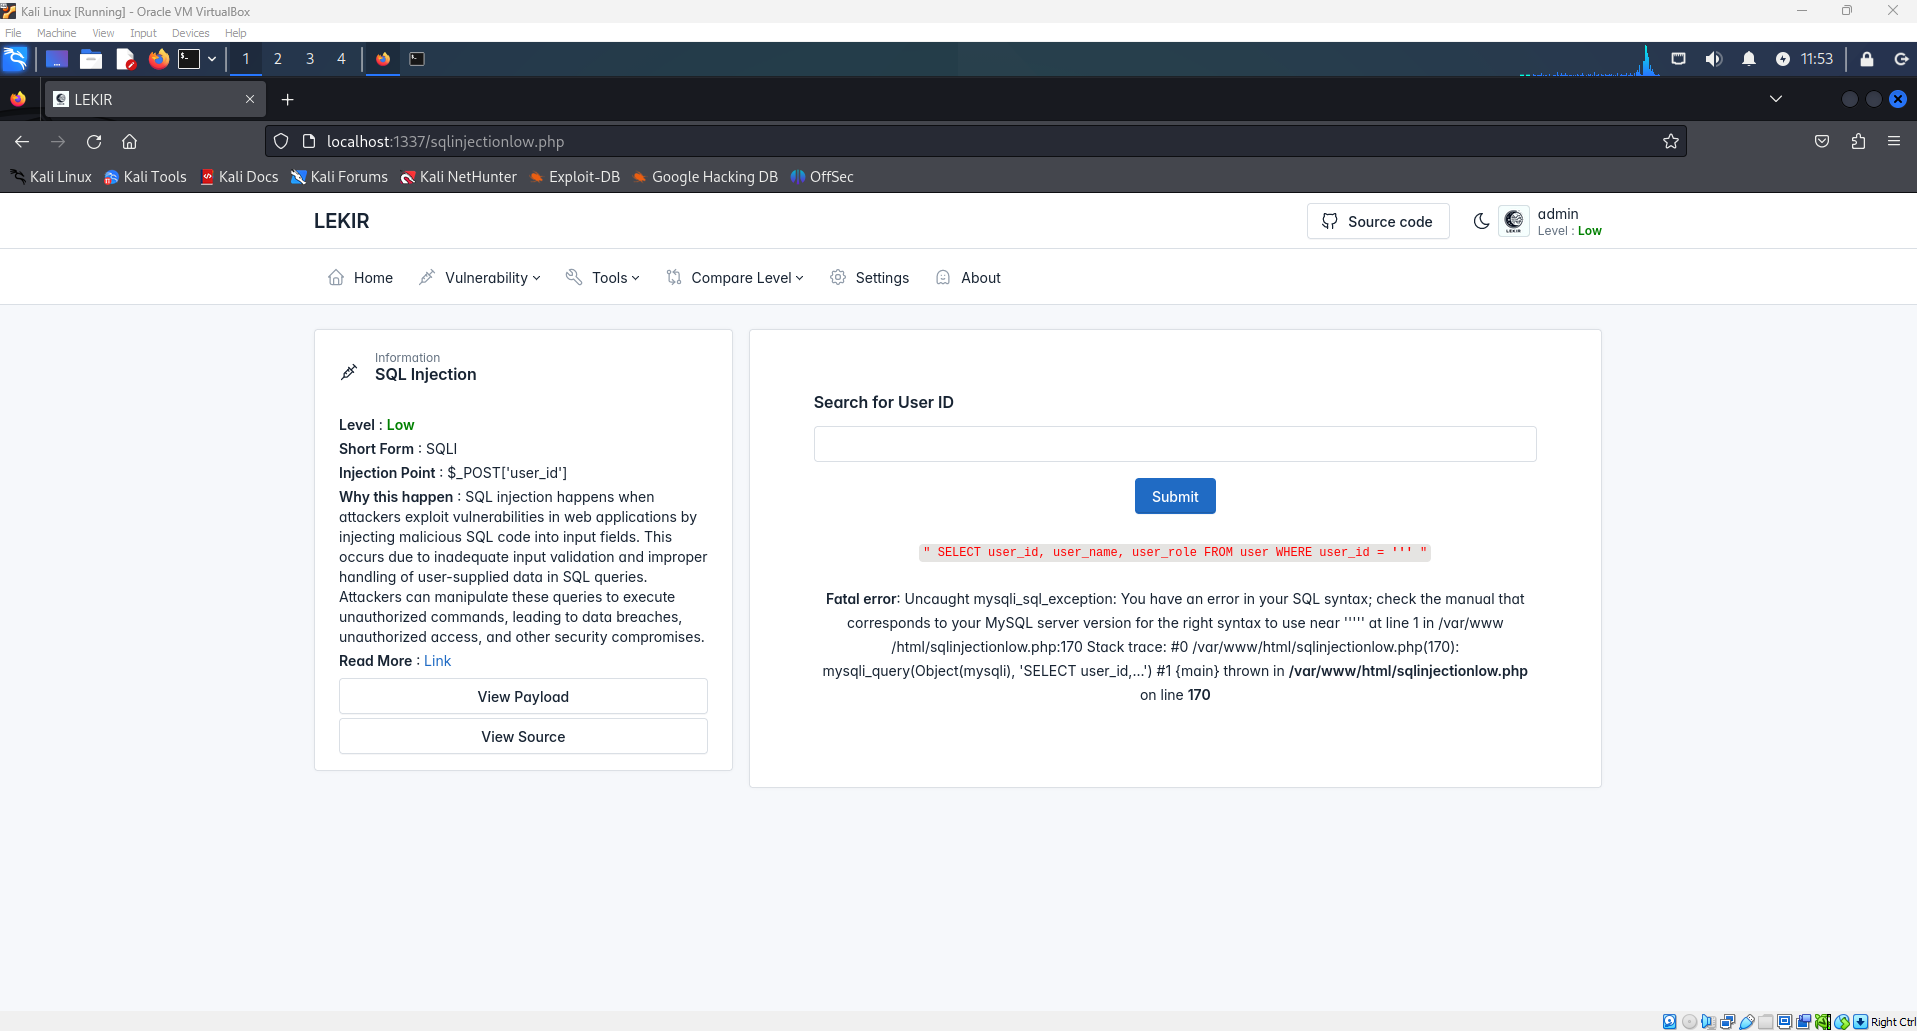 Kali Linux [Running] - Oracle VM VirtualBox
File Machine View Input Devices Help
1 2 3 4
11:53
LEKIR
localhost:1337/sqlinjectionlow.php
Kali Linux Kali Tools Kali Docs Kali Forums Kali NetHunter Exploit-DB Google Hacking DB OffSec
LEKIR
Source code
admin
Level : Low
Home Vulnerability Tools Compare Level Settings About
Information
SQL Injection
Level : Low
Short Form : SQLI
Injection Point : $_POST['user_id']
Why this happen : SQL injection happens when
attackers exploit vulnerabilities in web applications by
injecting malicious SQL code into input fields. This
occurs due to inadequate input validation and improper
handling of user-supplied data in SQL queries.
Attackers can manipulate these queries to execute
unauthorized commands, leading to data breaches,
unauthorized access, and other security compromises.
Read More : Link
View Payload
View Source
Search for User ID
Submit
" SELECT user_id, user_name, user_role FROM user WHERE user_id = ''' "
Fatal error: Uncaught mysqli_sql_exception: You have an error in your SQL syntax; check the manual that
corresponds to your MySQL server version for the right syntax to use near ''''' at line 1 in /var/www
/html/sqlinjectionlow.php:170 Stack trace: #0 /var/www/html/sqlinjectionlow.php(170):
mysqli_query(Object(mysqli), 'SELECT user_id,...') #1 {main} thrown in /var/www/html/sqlinjectionlow.php
on line 170
Right Ctrl